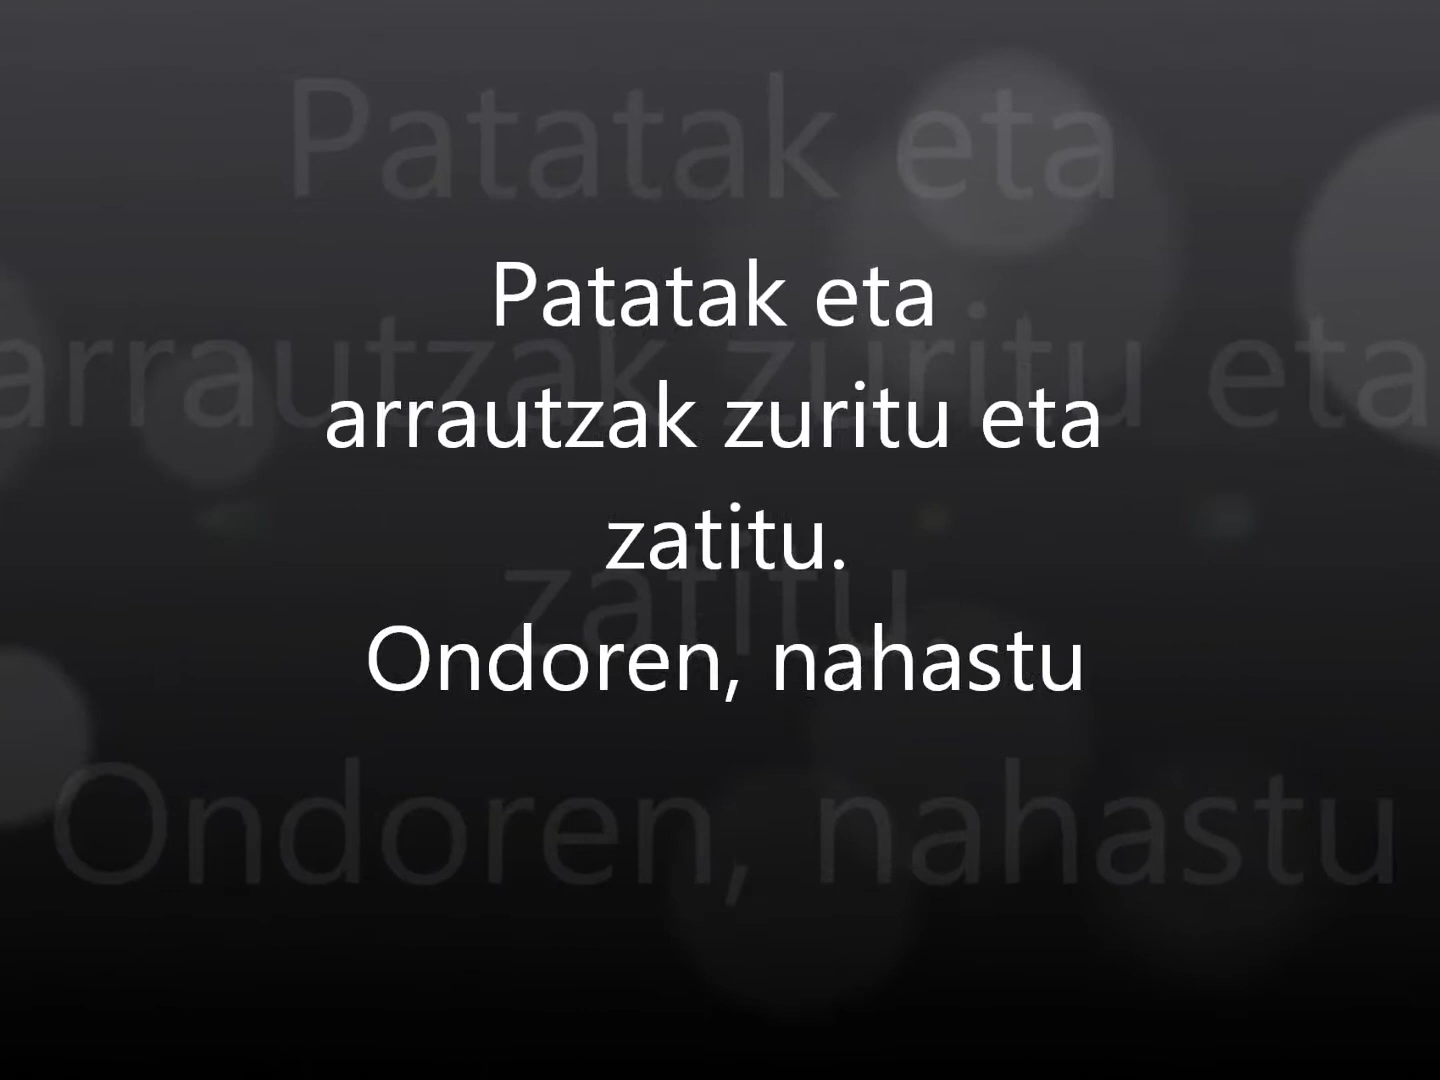 Patatak eta
arrautzak zuritu eta
zatitu.
Ondoren, nahastu